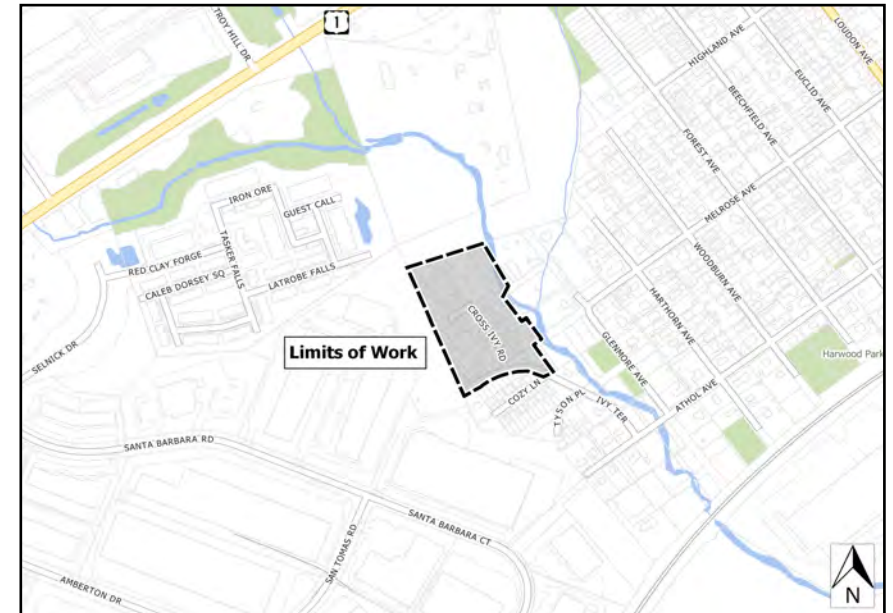 1
TROY HILL DR
LOUDON AVE
HIGHLAND AVE
EUCLID AVE
BEECHFIELD AVE
FOREST AVE
IRON ORE
GUEST CALL
MELROSE AVE
TASKER FALLS
RED CLAY FORGE
CALEB DORSEY SQ
LATROBE FALLS
WOODBURN AVE
HARTHORN AVE
SELNICK DR
Limits of Work
CROSS IVY RD
GLENMORE AVE
Harwood Park
COZY LN
TYSON PL
IVY TER
ATHOL AVE
SANTA BARBARA RD
SANTA BARBARA CT
SAN TOMAS RD
AMBERTON DR
N